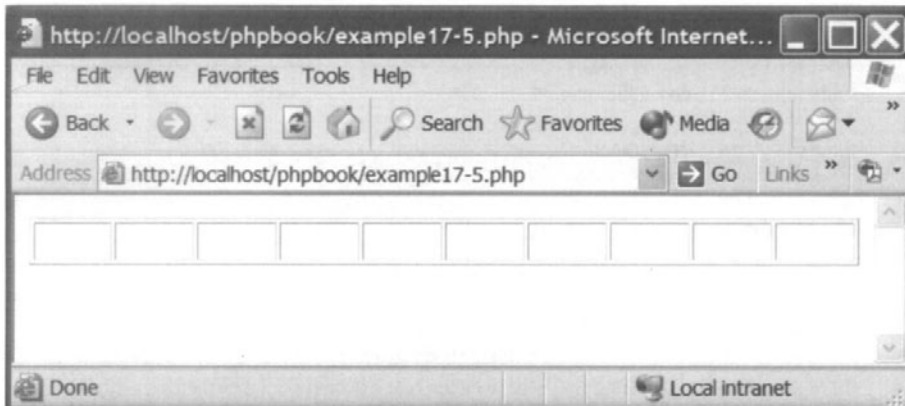 http://localhost/phpbook/example17-5.php - Microsoft Internet...
File Edit View Favorites Tools Help
Back Search Favorites Media »
Address http://localhost/phpbook/example17-5.php Go Links »
Done Local intranet